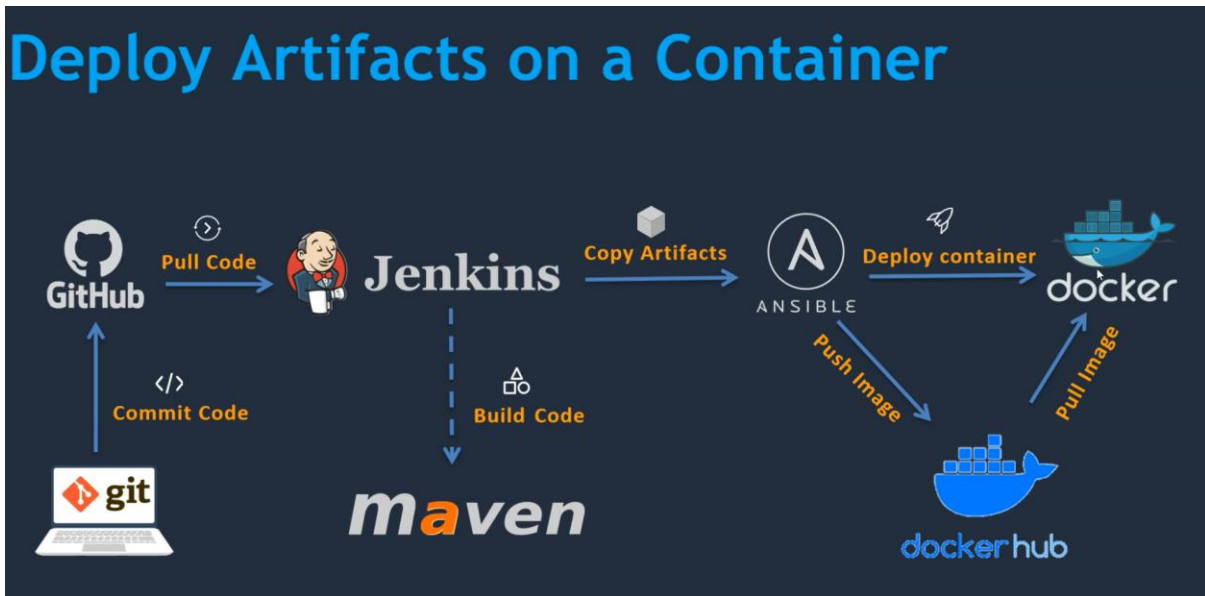 Deploy Artifacts on a Container
GitHub
Pull Code
Jenkins
Copy Artifacts
ANSIBLE
Deploy container
docker
Commit Code
</>
Build Code
Push Image
Pull Image
git
maven
dockerhub